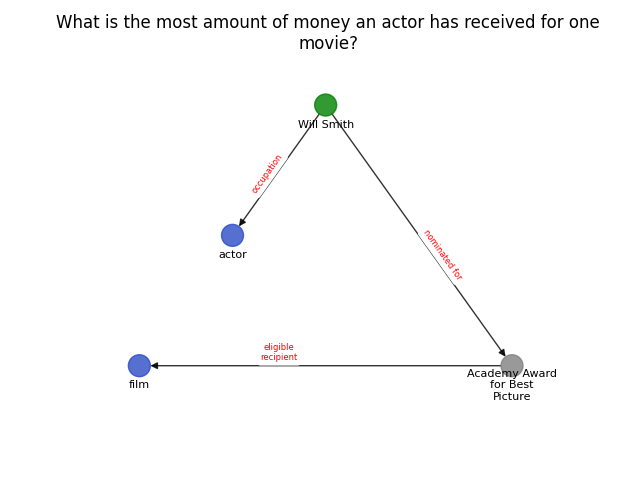 What is the most amount of money an actor has received for one
movie?
Will Smith
occupation
nominated for
actor
eligible
recipient
film
Academy Award
for Best
Picture